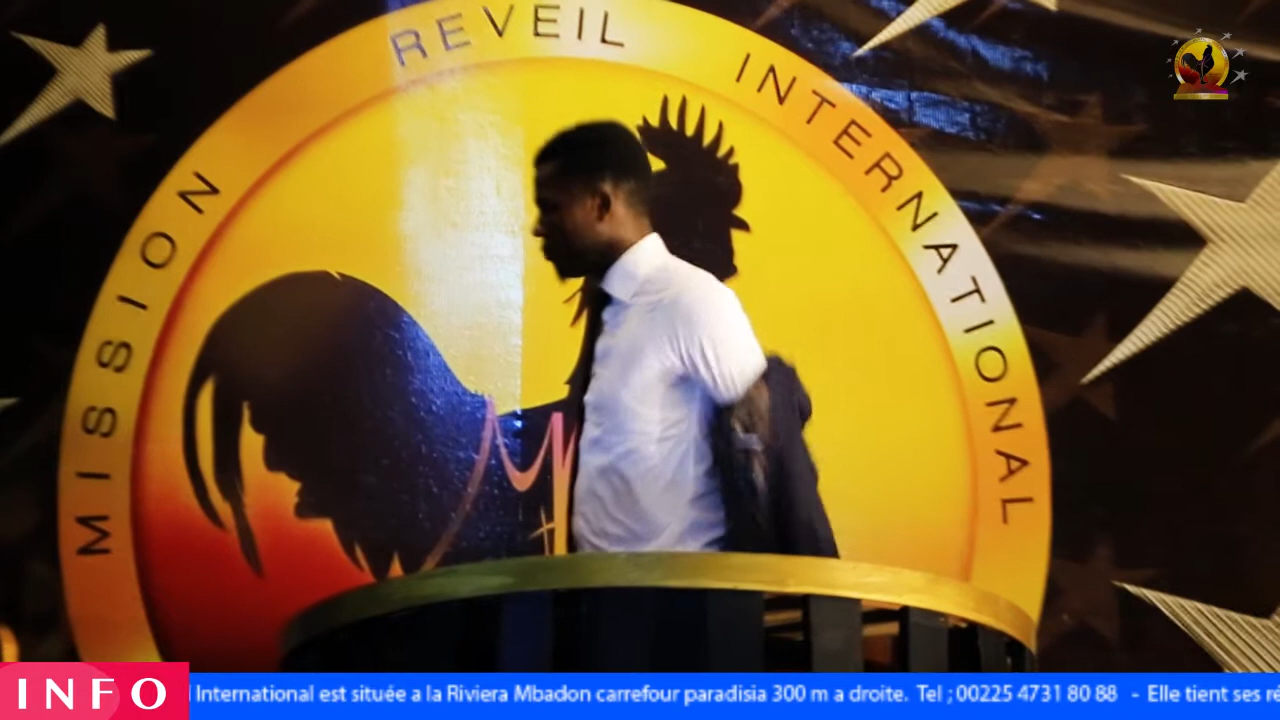 MISSION REVEIL INTERNATIONAL
INFO
International est située a la Riviera Mbadon carrefour paradisia 300 m a droite. Tel ; 00225 4731 80 88 - Elle tient ses